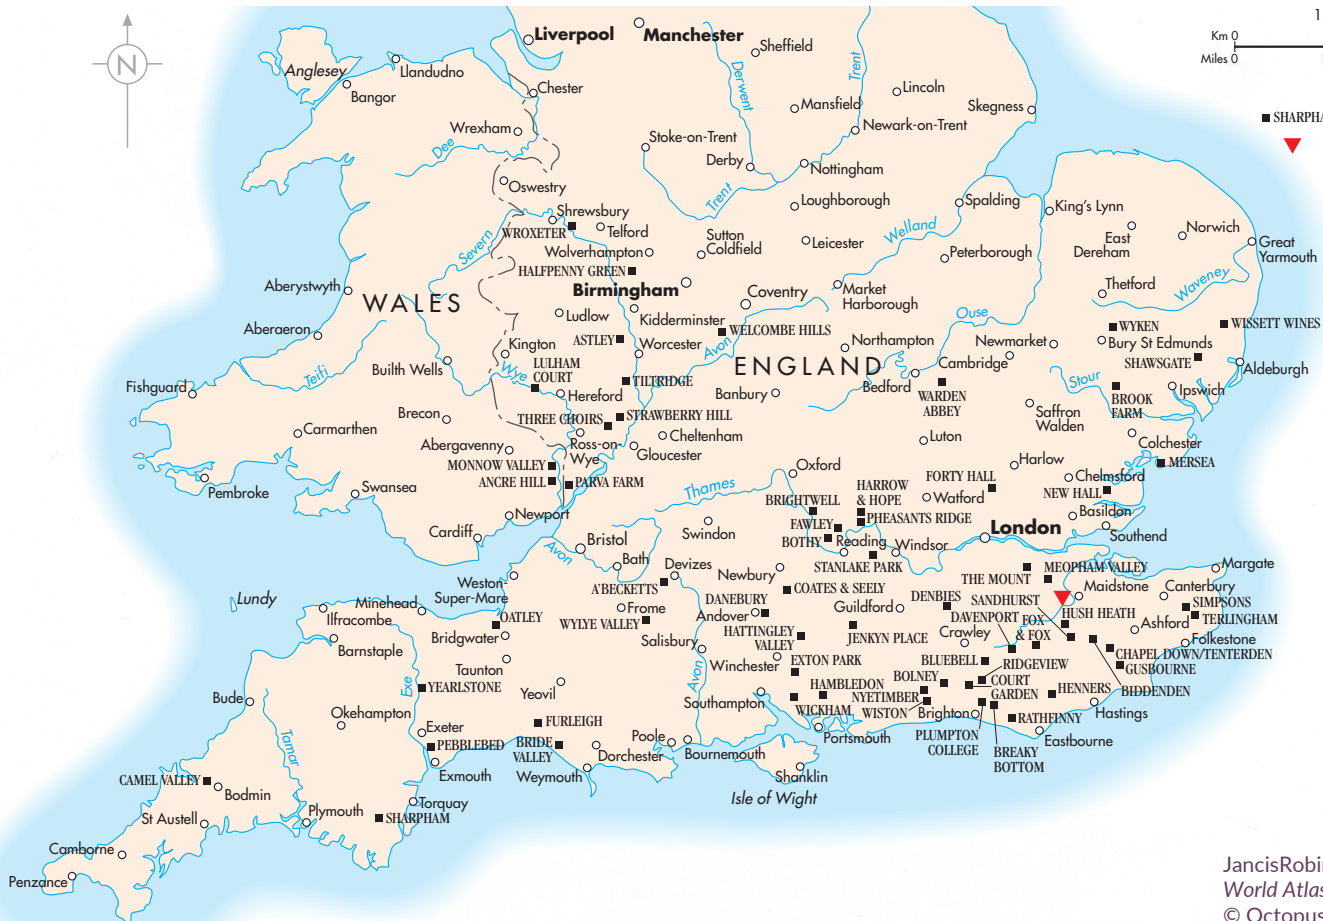 Liverpool
Manchester
Sheffield
Anglesey
Llandudno
Bangor
Chester
Derwent
Trent
Mansfield
Lincoln
Skegness
1
Km 0
Miles 0
SHARPHA
N
Wrexham
Dee
Stoke-on-Trent
Newark-on-Trent
Derby
Nottingham
Oswestry
Trent
Loughborough
Spalding
King's Lynn
Shrewsbury
WROXETER
Telford
Severn
Wolverhampton
Sutton
Coldfield
Leicester
Welland
Peterborough
East
Dereham
Norwich
Great
Yarmouth
HALFPENNY GREEN
Birmingham
Aberystwyth
WALES
Coventry
Market
Harborough
Thetford
Waveney
Ludlow
Kidderminster
WELCOMBE HILLS
Ouse
WYKEN
WISSETT WINES
Aberaeron
Kington
ASTLEY
Worcester
Avon
Northampton
ENGLAND
Newmarket
Bury St Edmunds
SHAWSGATE
Cambridge
Aldeburgh
Builth Wells
Teifi
Wye
LULHAM
COURT
TILTRIDGE
Fishguard
Hereford
Banbury
Bedford
WARDEN
ABBEY
Stour
BROOK
FARM
Ipswich
Brecon
THREE CHOIRS
STRAWBERRY HILL
Saffron
Walden
Carmarthen
Abergavenny
Ross-on-
Wye
Cheltenham
Gloucester
Luton
Colchester
MONNOW VALLEY
ANCRE HILL
PARVA FARM
Oxford
Harlow
MERSEA
Chelmsford
NEW HALL
Pembroke
Swansea
Thames
BRIGHTWELL
HARROW
& HOPE
FORTY HALL
Watford
Newport
FAWLEY
PHEASANTS RIDGE
Basildon
Cardiff
Swindon
BOTHY
Reading
London
Southend
Bristol
Avon
Bath
Devizes
STANLAKE PARK
Windsor
Weston-
Super-Mare
A'BECKETTS
Newbury
THE MOUNT
MEOPHAM VALLEY
Margate
Lundy
Minehead
Ilfracombe
OATLEY
Frome
COATES & SEELY
DENBIES
SANDHURST
Maidstone
Canterbury
SIMPSONS
WYLYE VALLEY
DANEBURY
Andover
Guildford
DAVENPORT
FOX
& FOX
HUSH HEATH
TERLINGHAM
Ashford
Barnstaple
Bridgwater
Salisbury
HATTINGLEY
VALLEY
JENKYN PLACE
Crawley
Folkestone
Taunton
Winchester
EXTON PARK
BLUEBELL
RIDGEVIEW
CHAPEL DOWN/TENTERDEN
GUSBOURNE
Exe
YEARLSTONE
Yeovil
Avon
HAMBLEDON
BOLNEY
COURT
GARDEN
HENNERS
BIDDENDEN
Bude
Southampton
WICKHAM
NYETIMBER
WISTON
Brighton
Hastings
Okehampton
FURLEIGH
Exeter
RATHFINNY
Tamar
PEBBLEBED
BRIDE
VALLEY
Poole
Bournemouth
Portsmouth
PLUMPTON
COLLEGE
Eastbourne
Dorchester
BREAKY
BOTTOM
CAMEL VALLEY
Exmouth
Weymouth
Shanklin
Bodmin
Isle of Wight
St Austell
Plymouth
Torquay
SHARPHAM
Camborne
Penzance
JancisRobi
World Atlas
© Octopus